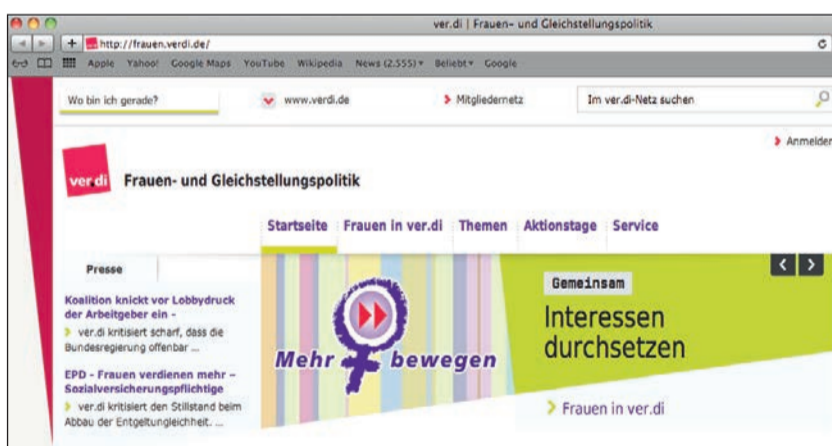 ver.di | Frauen- und Gleichstellungspolitik
http://frauen.verdi.de/
Apple Yahoo! Google Maps YouTube Wikipedia News (2.555) Beliebt Google
Wo bin ich gerade? www.verdi.de Mitgliedernetz Im ver.di-Netz suchen
Anmelden
ver.di Frauen- und Gleichstellungspolitik
Startseite Frauen in ver.di Themen Aktionstage Service
Presse
Koalition knickt vor Lobbydruck
der Arbeitgeber ein -
ver.di kritisiert scharf, dass die
Bundesregierung offenbar ...
EPD - Frauen verdienen mehr –
Sozialversicherungspflichtige
ver.di kritisiert den Stillstand beim
Abbau der Entgeltungleichheit. ...
Mehr bewegen
Gemeinsam
Interessen
durchsetzen
Frauen in ver.di